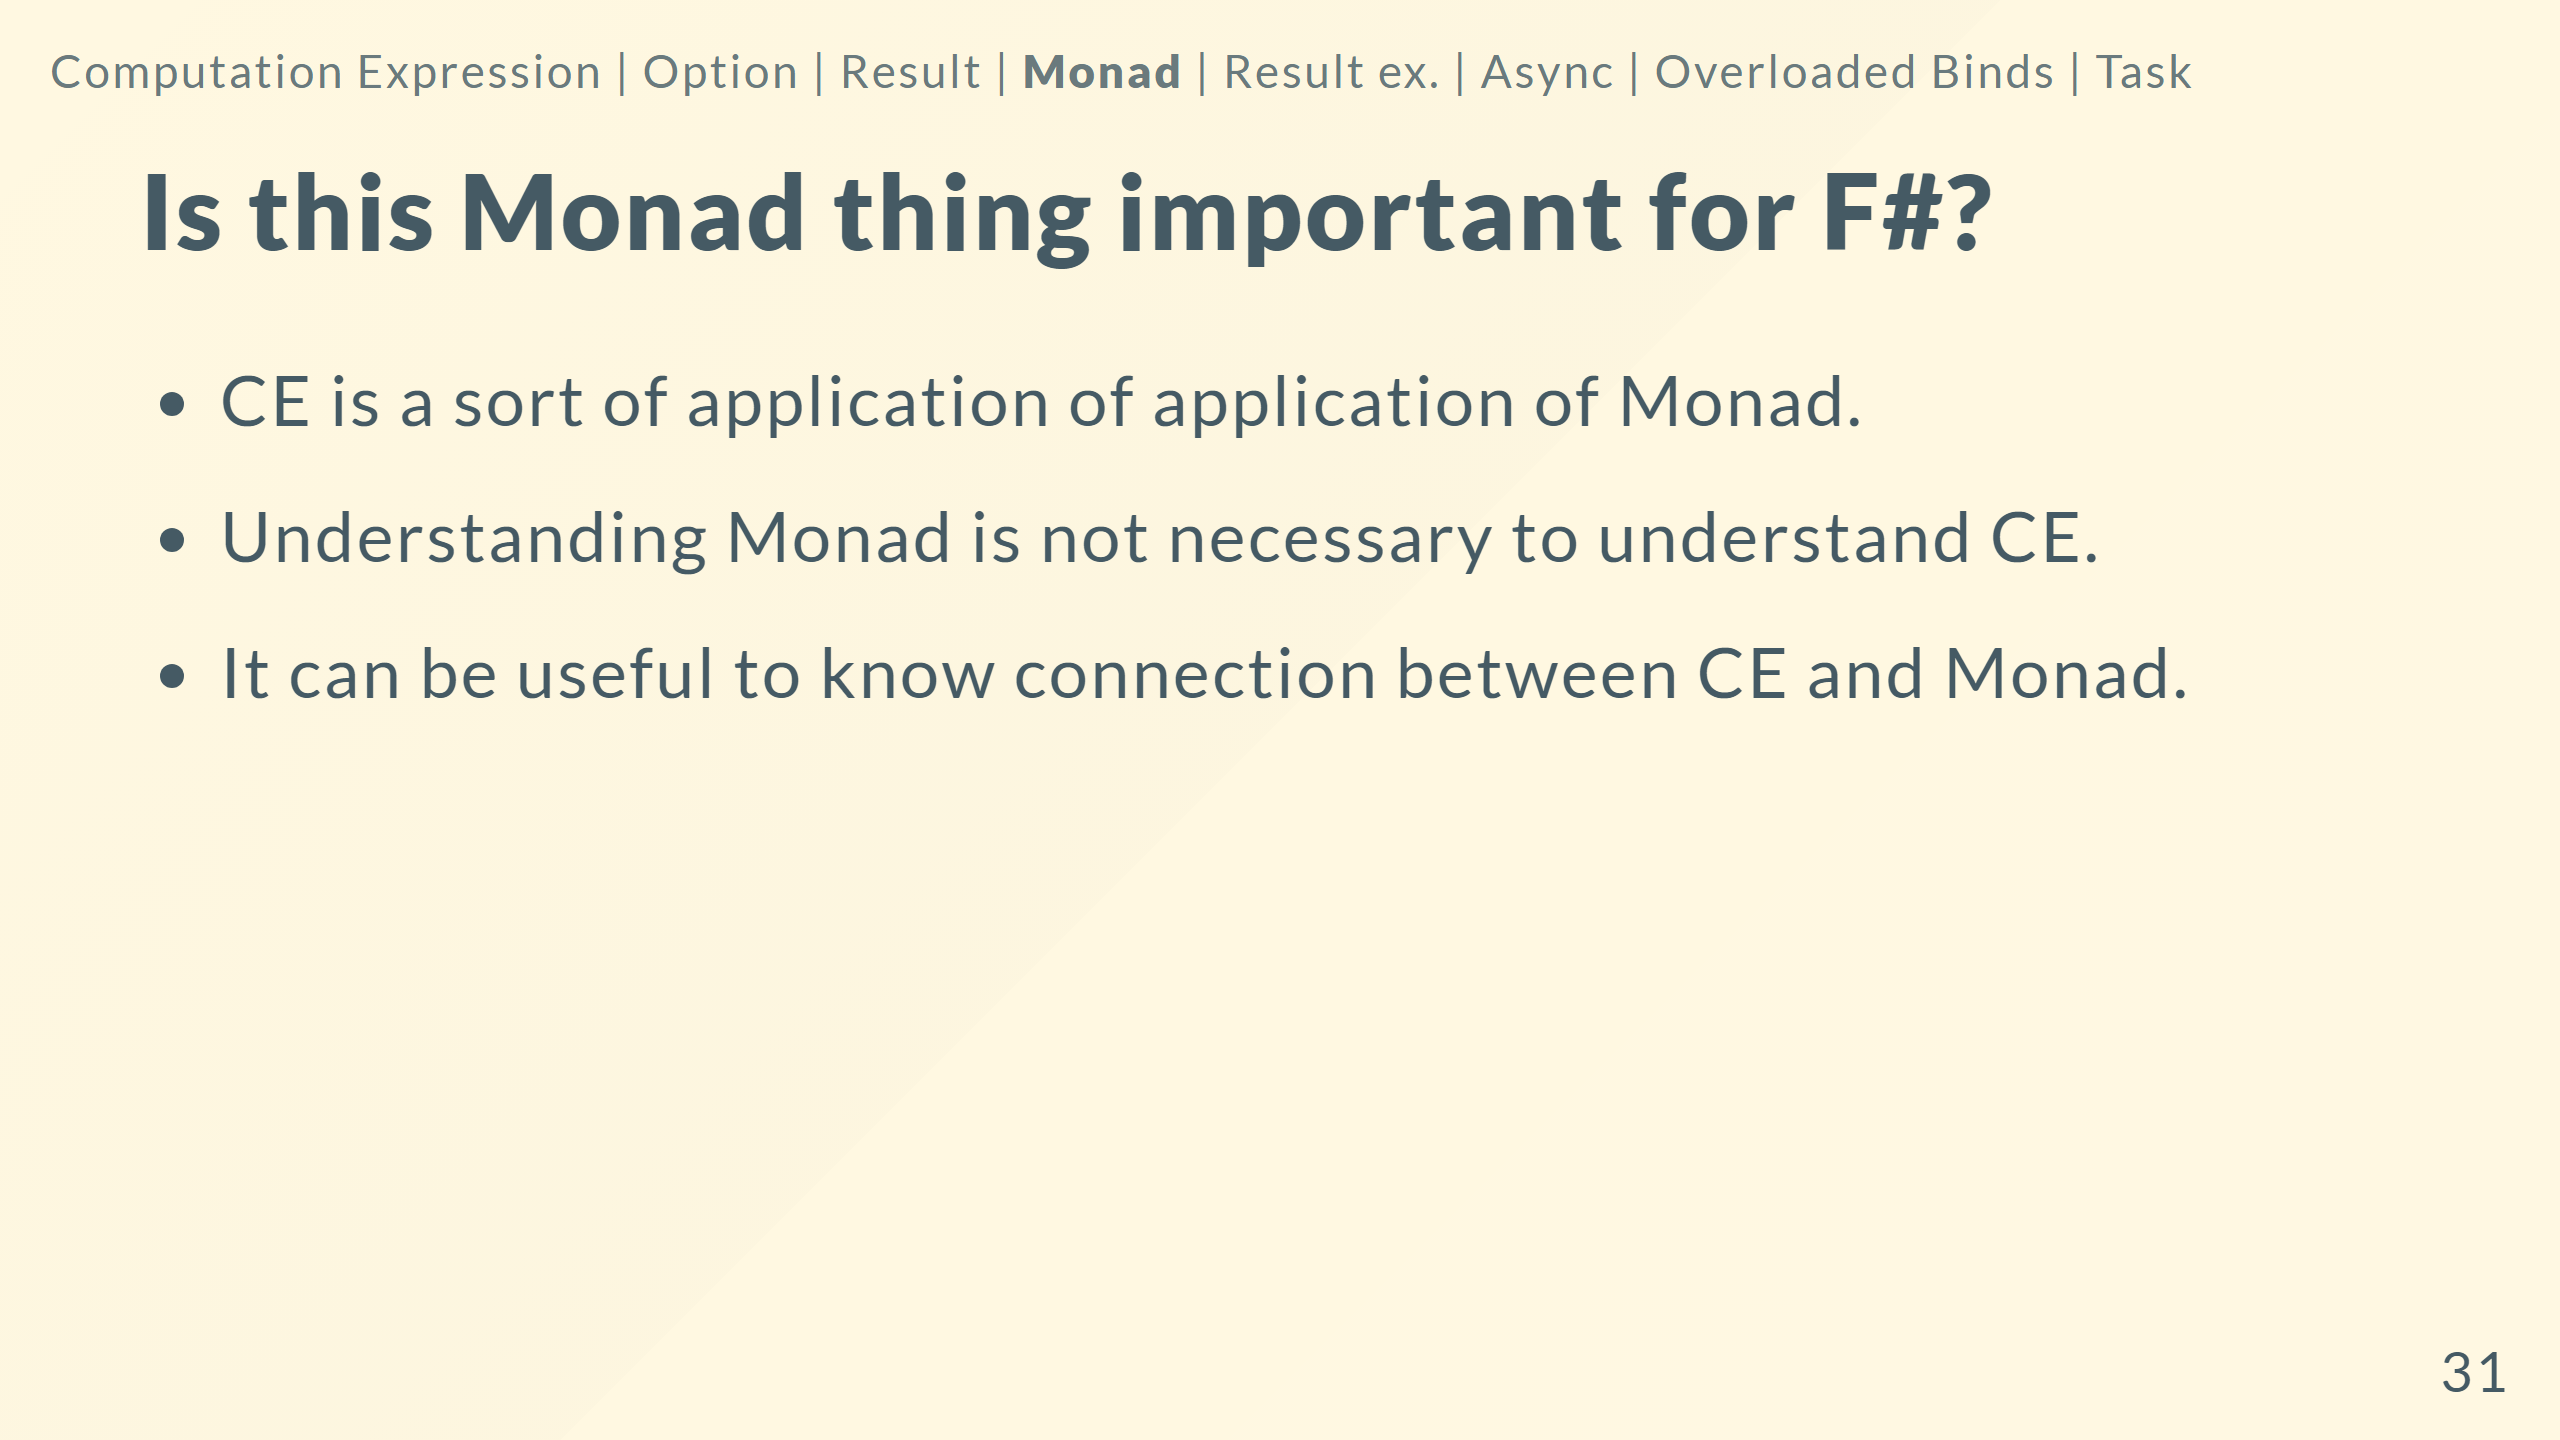 Computation Expression | Option | Result | Monad | Result ex. | Async | Overloaded Binds | Task
Is this Monad thing important for F#?
• CE is a sort of application of application of Monad.
• Understanding Monad is not necessary to understand CE.
• It can be useful to know connection between CE and Monad.
31